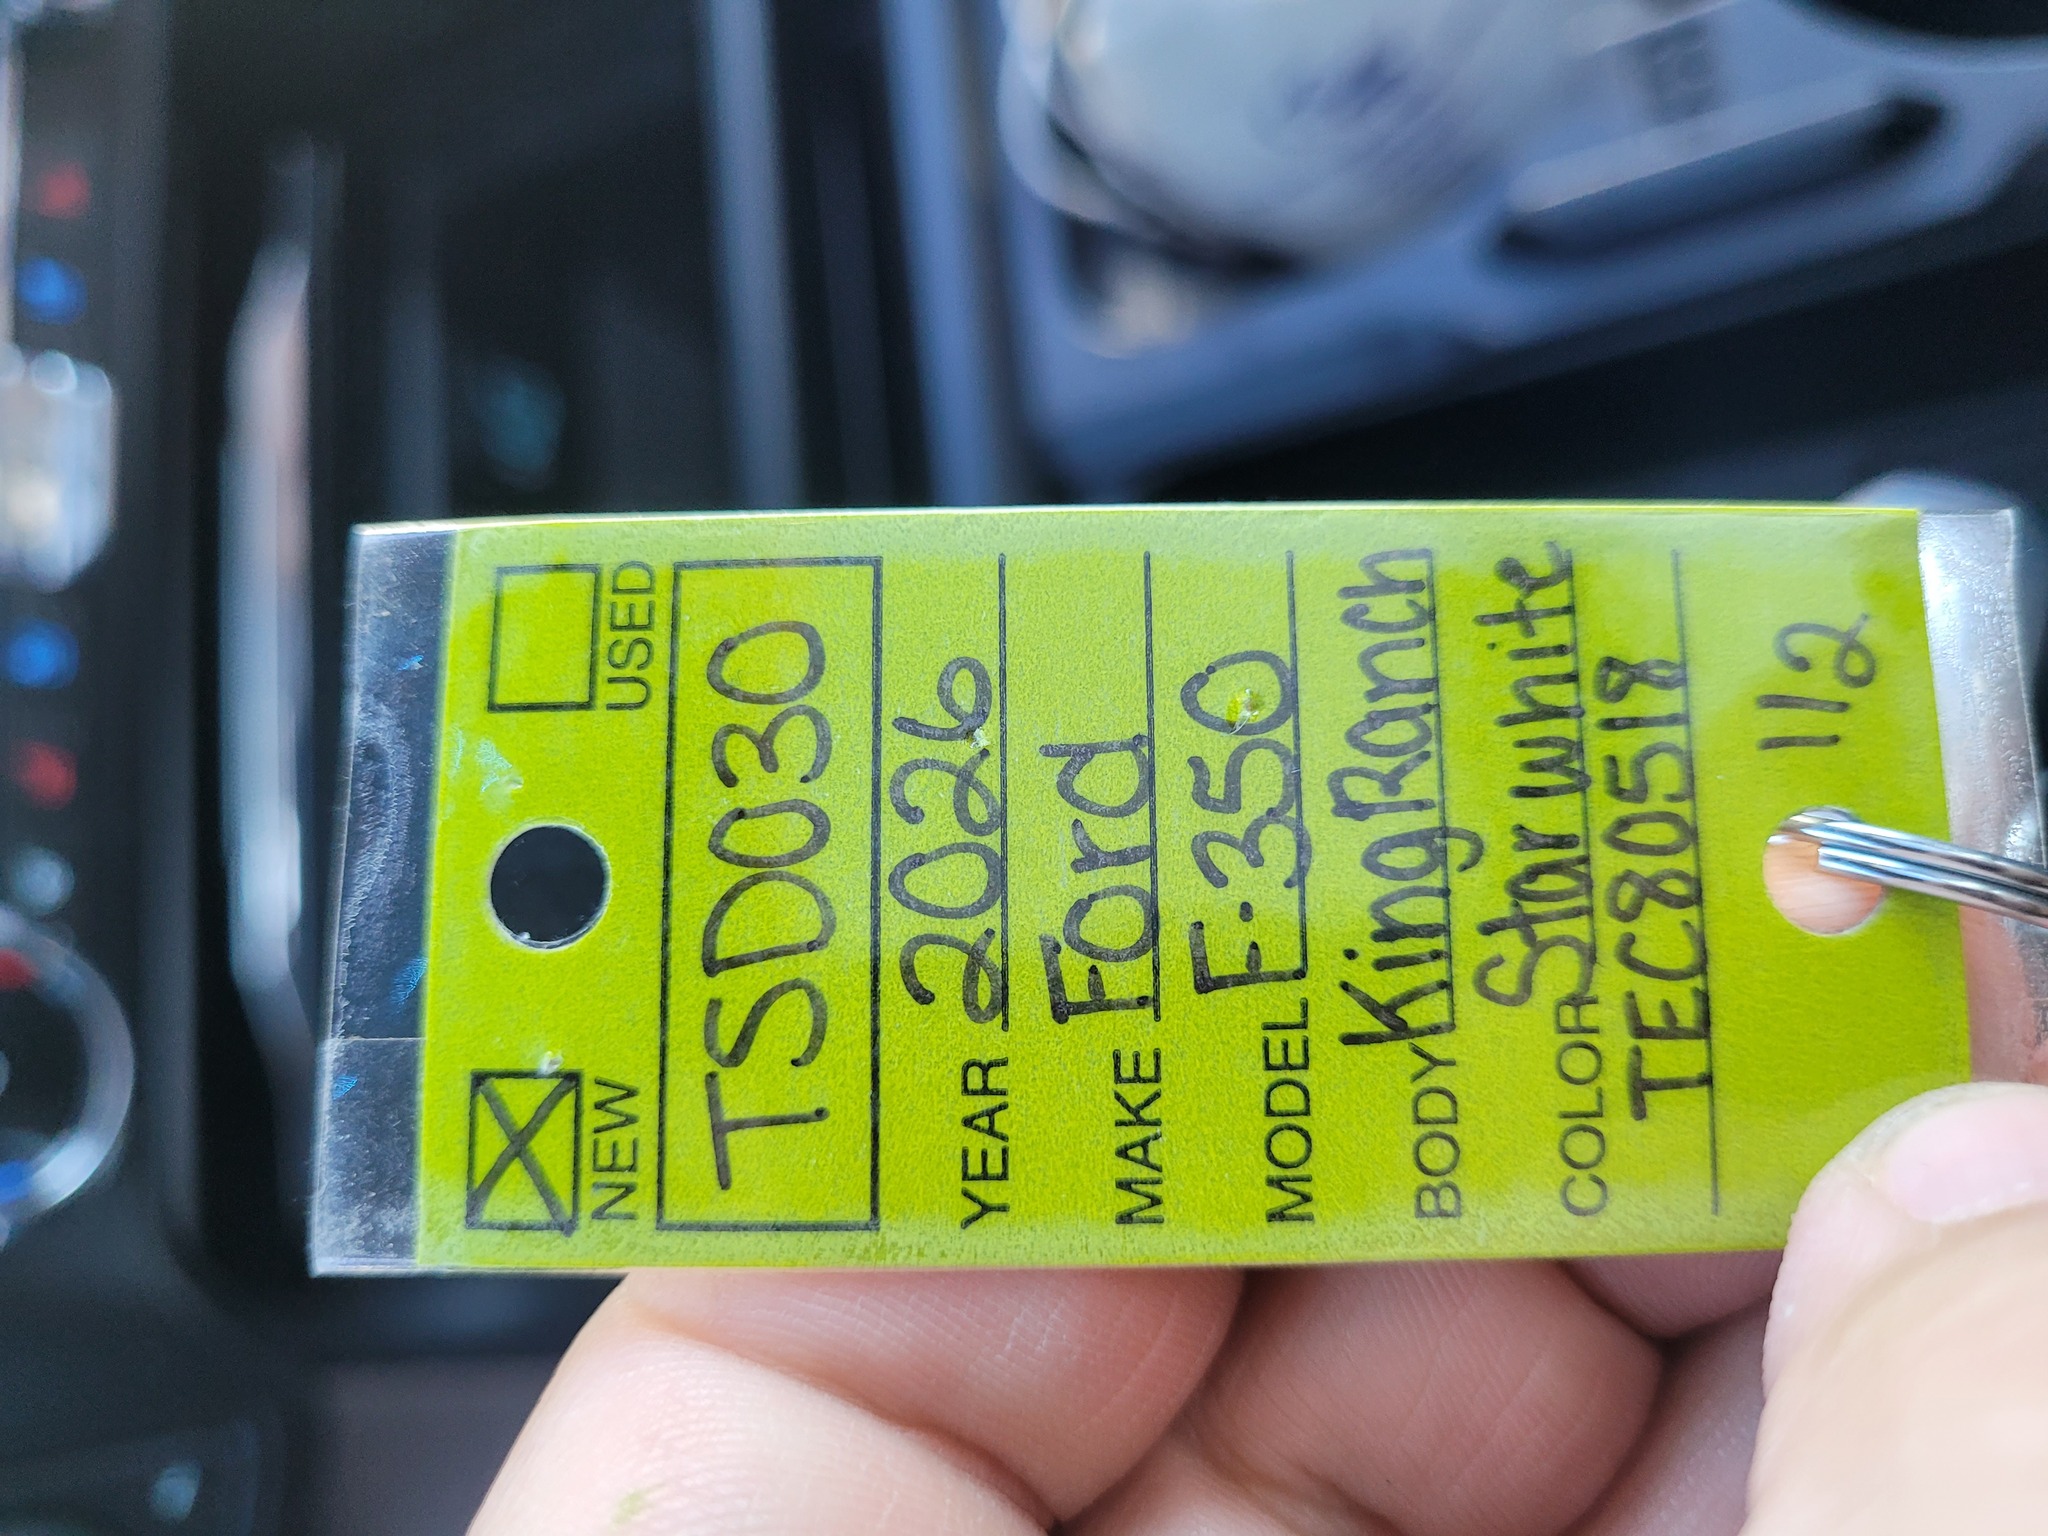 NEW USED
TSD030
YEAR 2026
MAKE Ford
MODEL F-350
BODY King Ranch
COLOR Star white
TEC80518
112